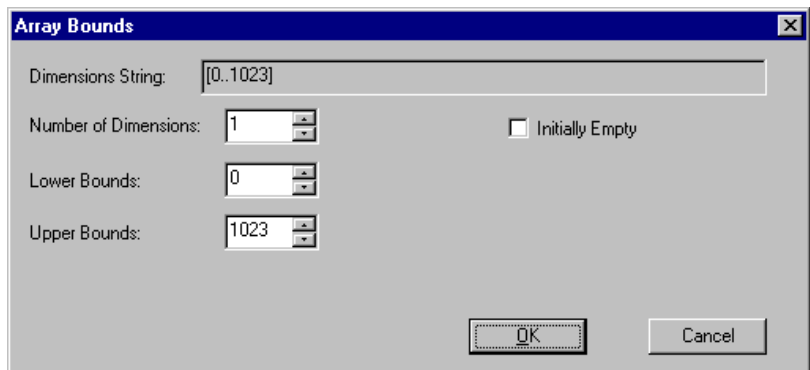 Array Bounds
Dimensions String: [0..1023]
Number of Dimensions: 1 Initially Empty
Lower Bounds: 0
Upper Bounds: 1023
OK Cancel